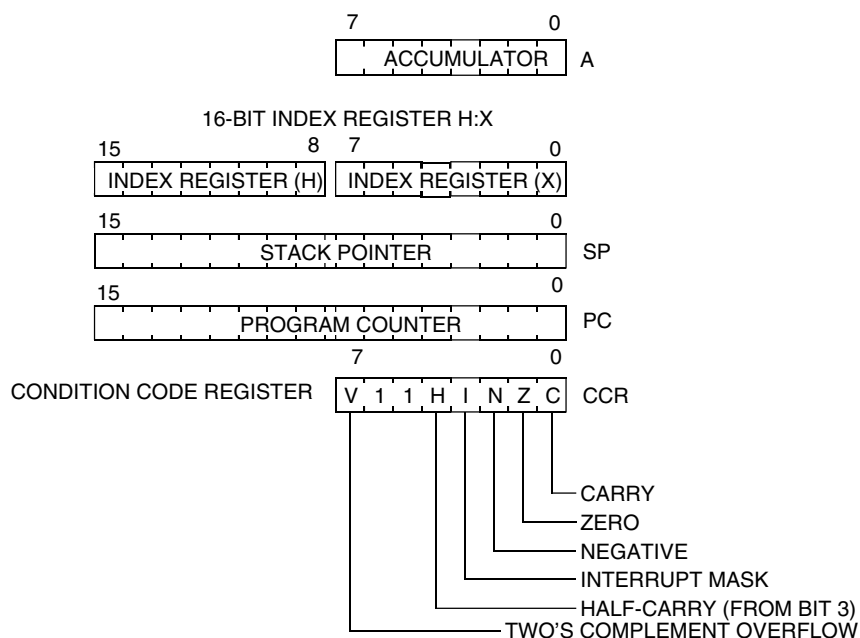 7 0
ACCUMULATOR A
16-BIT INDEX REGISTER H:X
15 8 7 0
INDEX REGISTER (H) INDEX REGISTER (X)
15 0
STACK POINTER SP
15 0
PROGRAM COUNTER PC
7 0
CONDITION CODE REGISTER V 1 1 H I N Z C CCR
CARRY
ZERO
NEGATIVE
INTERRUPT MASK
HALF-CARRY (FROM BIT 3)
TWO'S COMPLEMENT OVERFLOW